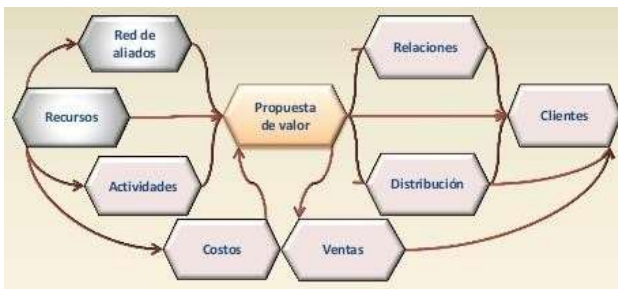 Red de
aliados
Relaciones
Recursos
Propuesta
de valor
Clientes
Actividades
Distribución
Costos
Ventas